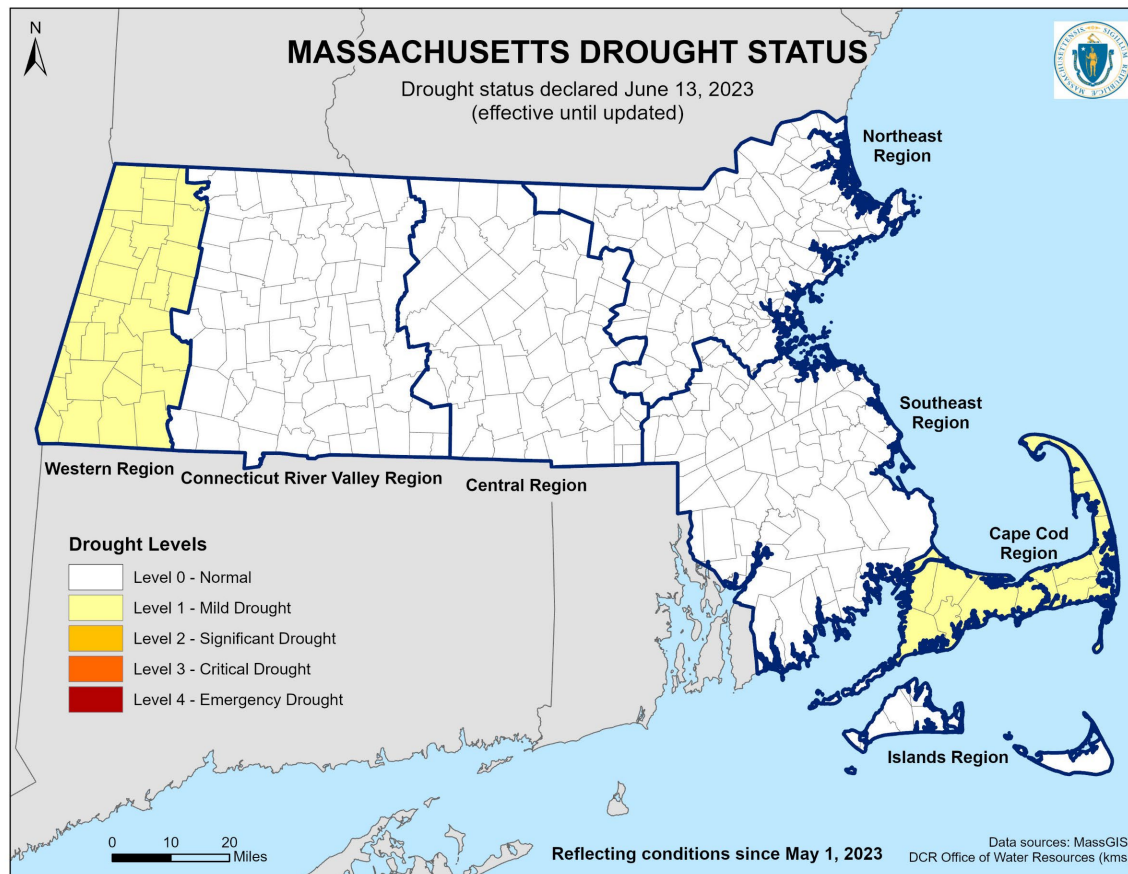 N
MASSACHUSETTS DROUGHT STATUS
Drought status declared June 13, 2023
(effective until updated)
Northeast
Region
Southeast
Region
Cape Cod
Region
Islands Region
Western Region
Connecticut River Valley Region
Central Region
Drought Levels
Level 0 - Normal
Level 1 - Mild Drought
Level 2 - Significant Drought
Level 3 - Critical Drought
Level 4 - Emergency Drought
0 10 20
Miles
Reflecting conditions since May 1, 2023
Data sources: MassGIS
DCR Office of Water Resources (kms